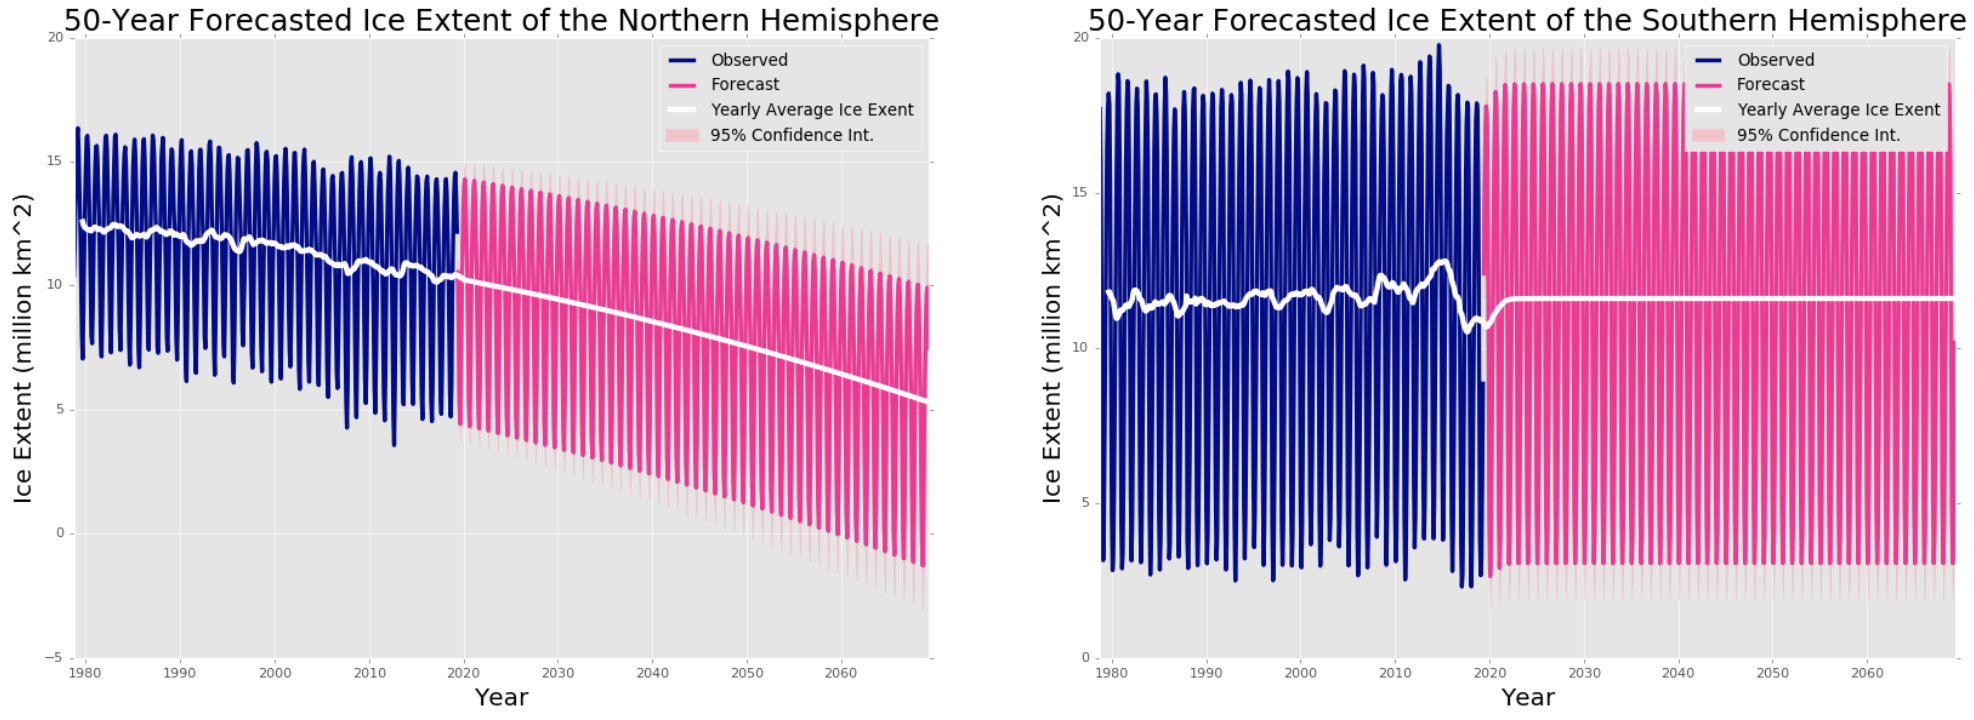 50-Year Forecasted Ice Extent of the Northern Hemisphere
20
15
10
5
0
−5
Ice Extent (million km^2)
Observed
Forecast
Yearly Average Ice Exent
95% Confidence Int.
1980 1990 2000 2010 2020 2030 2040 2050 2060
Year
50-Year Forecasted Ice Extent of the Southern Hemisphere
20
15
10
5
0
Ice Extent (million km^2)
Observed
Forecast
Yearly Average Ice Exent
95% Confidence Int.
1980 1990 2000 2010 2020 2030 2040 2050 2060
Year